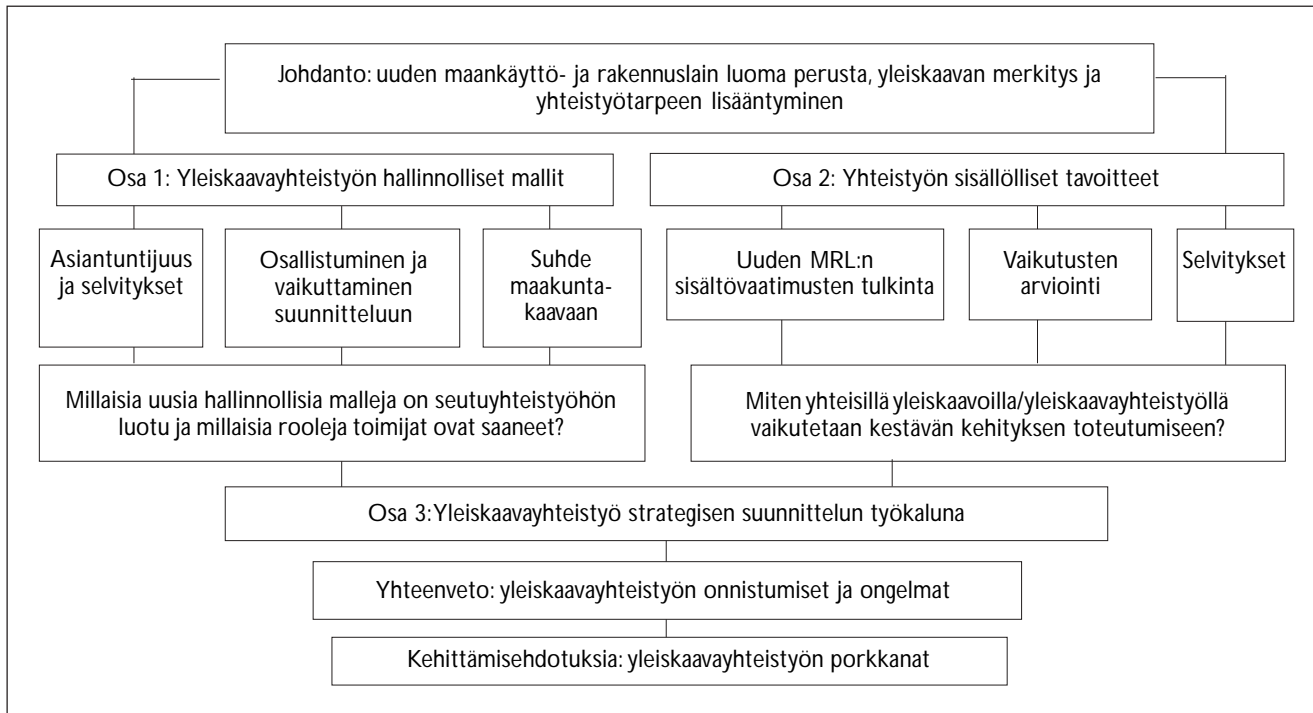 Johdanto: uuden maankäyttö- ja rakennuslain luoma perusta, yleiskaavan merkitys ja
yhteistyötarpeen lisääntyminen
Osa 1: Yleiskaavayhteistyön hallinnolliset mallit
Osa 2: Yhteistyön sisällölliset tavoitteet
Asiantuntijuus
ja selvitykset
Osallistuminen ja
vaikuttaminen
suunnitteluun
Suhde
maakunta-
kaavaan
Uuden MRL:n
sisältövaatimusten tulkinta
Vaikutusten
arviointi
Selvitykset
Millaisia uusia hallinnollisia malleja on seutuyhteistyöhön
luotu ja millaisia rooleja toimijat ovat saaneet?
Miten yhteisillä yleiskaavoilla/yleiskaavayhteistyöllä
vaikutetaan kestävän kehityksen toteutumiseen?
Osa 3:Yleiskaavayhteistyö strategisen suunnittelun työkaluna
Yhteenveto: yleiskaavayhteistyön onnistumiset ja ongelmat
Kehittämisehdotuksia: yleiskaavayhteistyön porkkanat